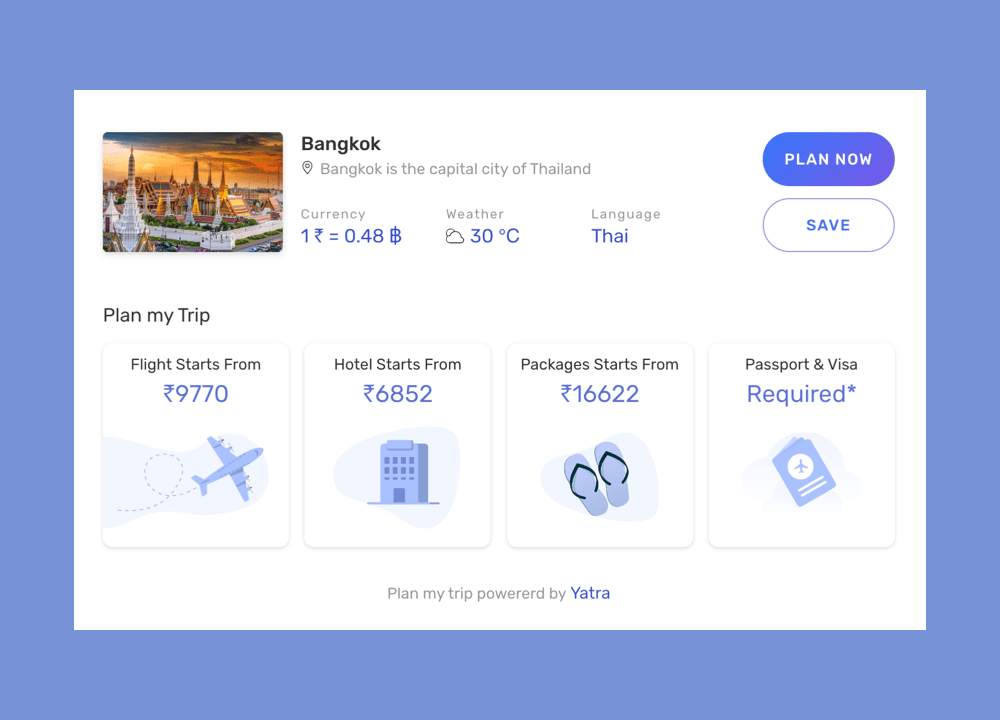 Bangkok
Bangkok is the capital city of Thailand
PLAN NOW
Currency
1 ₹ = 0.48 ฿
Weather
30 °C
Language
Thai
SAVE
Plan my Trip
Flight Starts From
₹9770
Hotel Starts From
₹6852
Packages Starts From
₹16622
Passport & Visa
Required*
Plan my trip powererd by Yatra